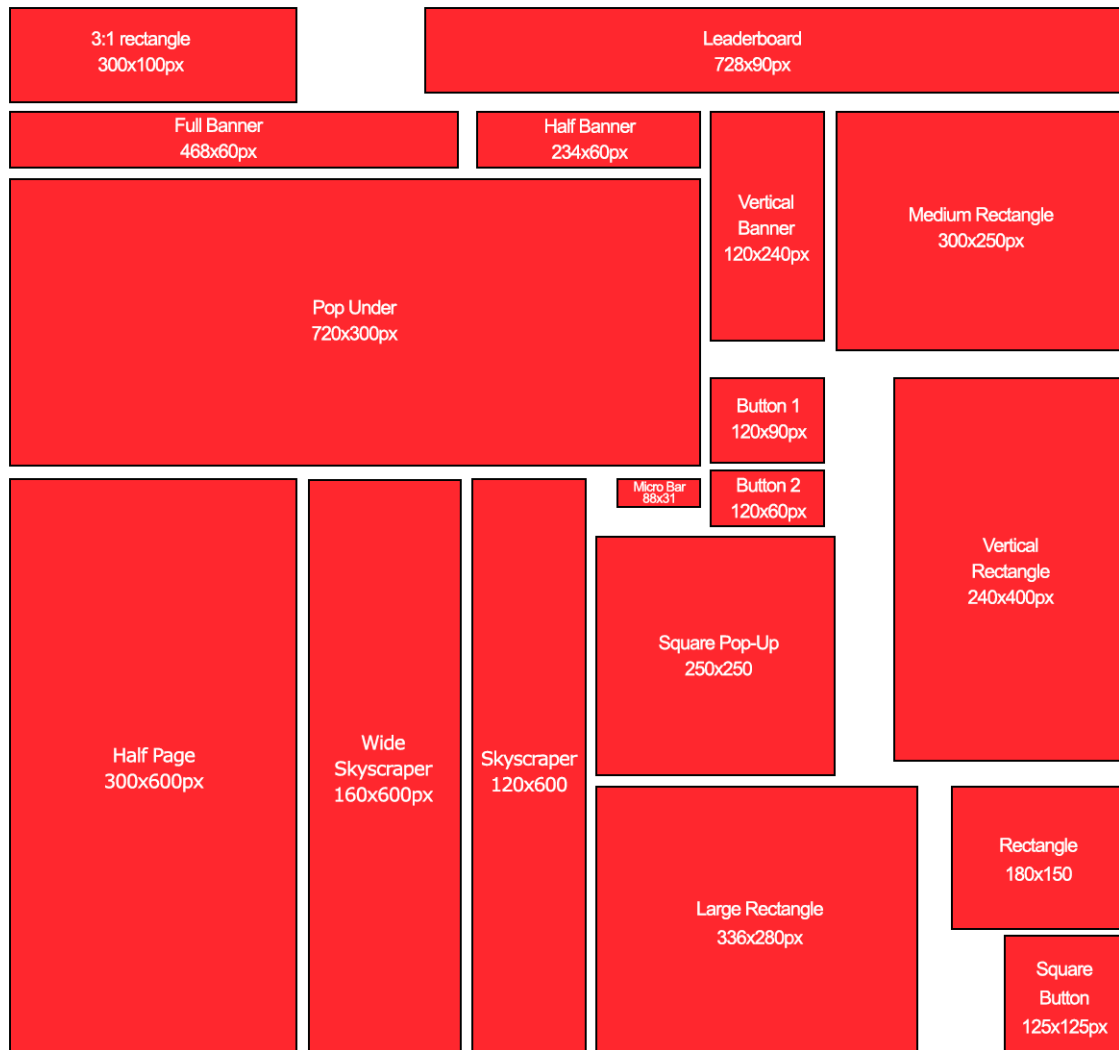 3:1 rectangle
300x100px
Leaderboard
728x90px
Full Banner
468x60px
Half Banner
234x60px
Vertical
Banner
120x240px
Medium Rectangle
300x250px
Pop Under
720x300px
Button 1
120x90px
Button 2
120x60px
Micro Bar
88x31
Vertical
Rectangle
240x400px
Square Pop-Up
250x250
Half Page
300x600px
Wide
Skyscraper
160x600px
Skyscraper
120x600
Large Rectangle
336x280px
Rectangle
180x150
Square
Button
125x125px